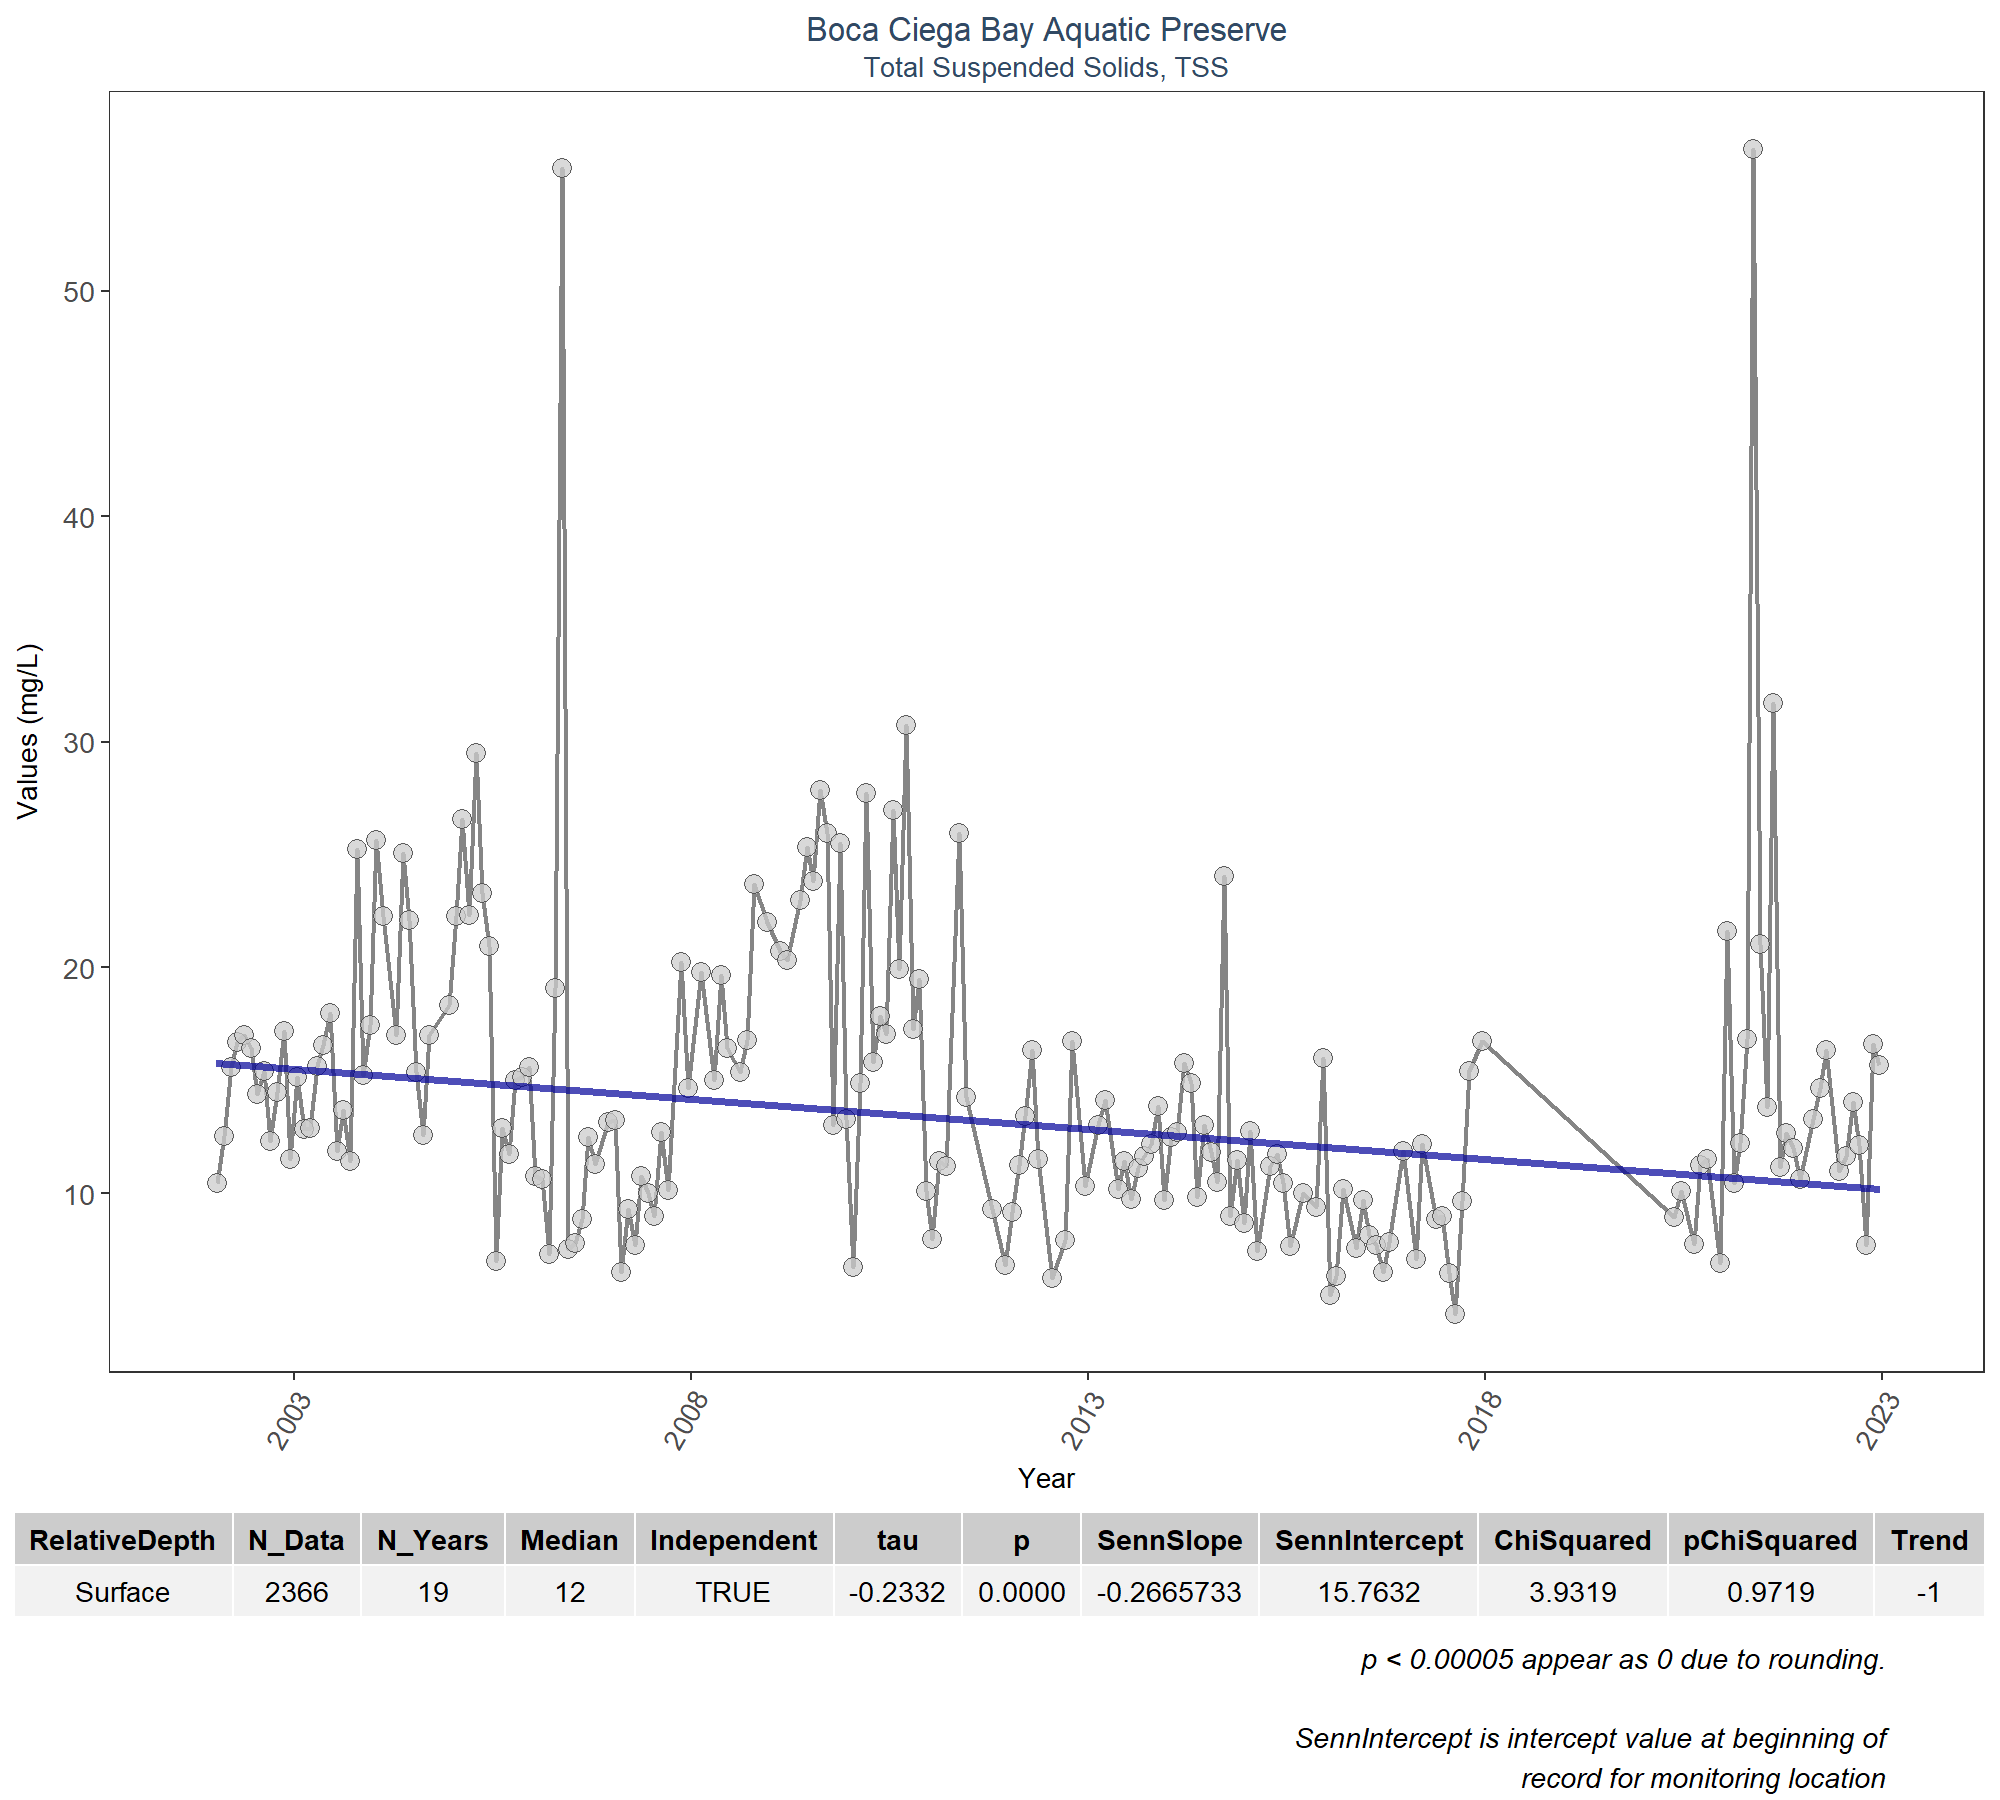 Boca Ciega Bay Aquatic Preserve
Total Suspended Solids, TSS
Values (mg/L)
50
40
30
20
10
2003
2008
2013
2018
2023
Year
RelativeDepth N_Data N_Years Median Independent tau p SennSlope SennIntercept ChiSquared pChiSquared Trend
Surface 2366 19 12 TRUE -0.2332 0.0000 -0.2665733 15.7632 3.9319 0.9719 -1
p < 0.00005 appear as 0 due to rounding.
SennIntercept is intercept value at beginning of
record for monitoring location